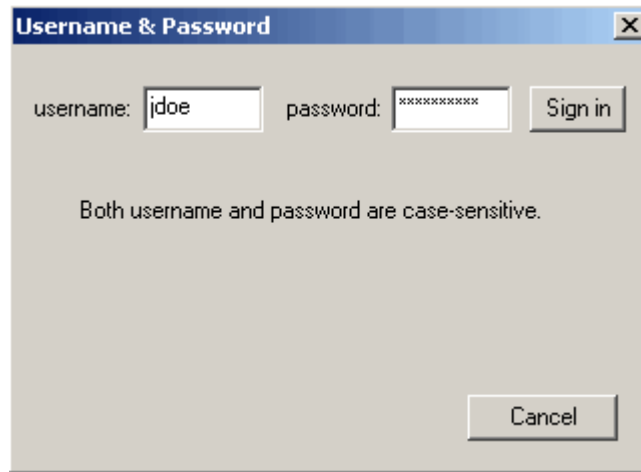 Username & Password
username: jdoe password: ********** Sign in
Both username and password are case-sensitive.
Cancel